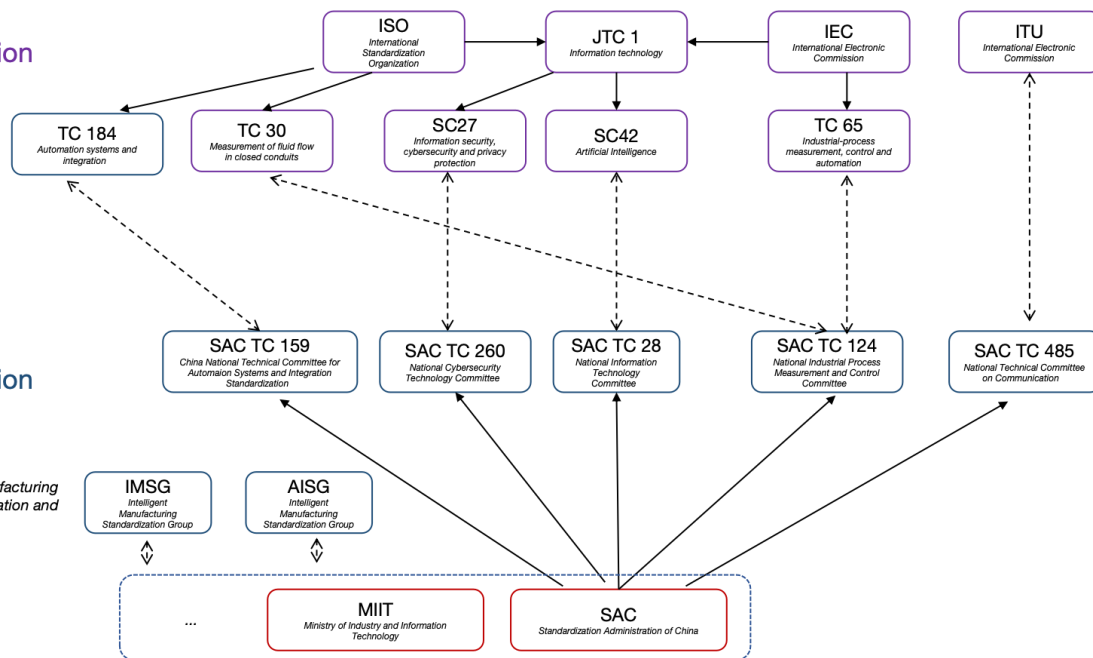 ISO
International
Standardization
Organization
JTC 1
Information technology
IEC
International Electronic
Commission
ITU
International Electronic
Commission
ion
TC 184
Automation systems and
integration
TC 30
Measurement of fluid flow
in closed conduits
SC27
Information security,
cybersecurity and privacy
protection
SC42
Artificial Intelligence
TC 65
Industrial-process
measurement, control and
automation
SAC TC 159
China National Technical Committee for
Automaion Systems and Integration
Standardization
SAC TC 260
National Cybersecurity
Technology Committee
SAC TC 28
National Information
Technology
Committee
SAC TC 124
National Industrial Process
Measurement and Control
Committee
SAC TC 485
National Technical Committee
on Communication
ion
facturing
ation and
IMSG
Intelligent
Manufacturing
Standardization Group
AISG
Intelligent
Manufacturing
Standardization Group
...
MIIT
Ministry of Industry and Information
Technology
SAC
Standardization Administration of China